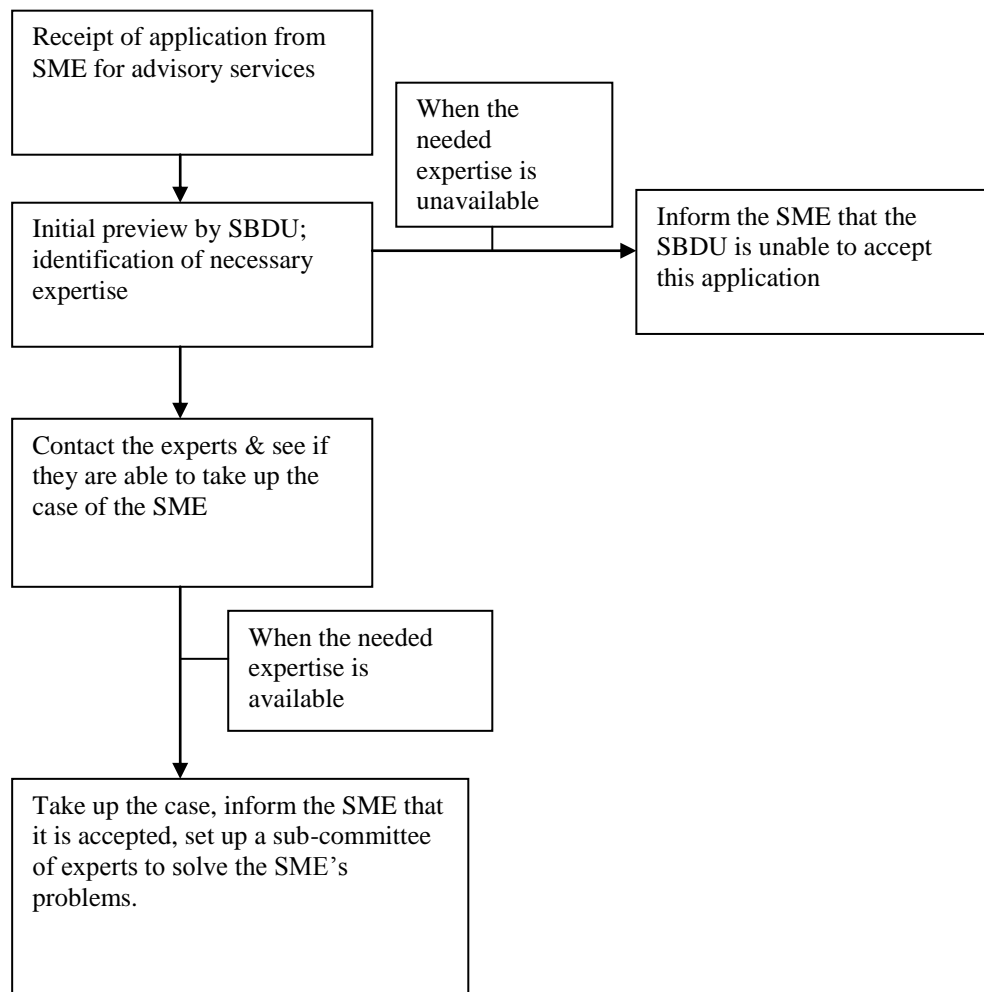 Receipt of application from
SME for advisory services
When the
needed
expertise is
unavailable
Initial preview by SBDU;
identification of necessary
expertise
Inform the SME that the
SBDU is unable to accept
this application
Contact the experts & see if
they are able to take up the
case of the SME
When the needed
expertise is
available
Take up the case, inform the SME that
it is accepted, set up a sub-committee
of experts to solve the SME’s
problems.